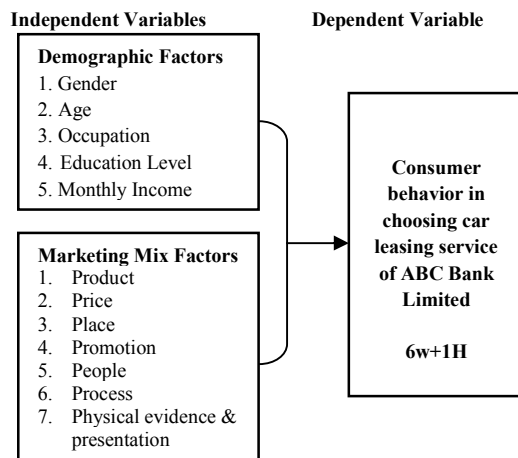 Independent Variables
Dependent Variable
Demographic Factors
1. Gender
2. Age
3. Occupation
4. Education Level
5. Monthly Income
Marketing Mix Factors
1. Product
2. Price
3. Place
4. Promotion
5. People
6. Process
7. Physical evidence &
presentation
Consumer
behavior in
choosing car
leasing service
of ABC Bank
Limited
6w+1H